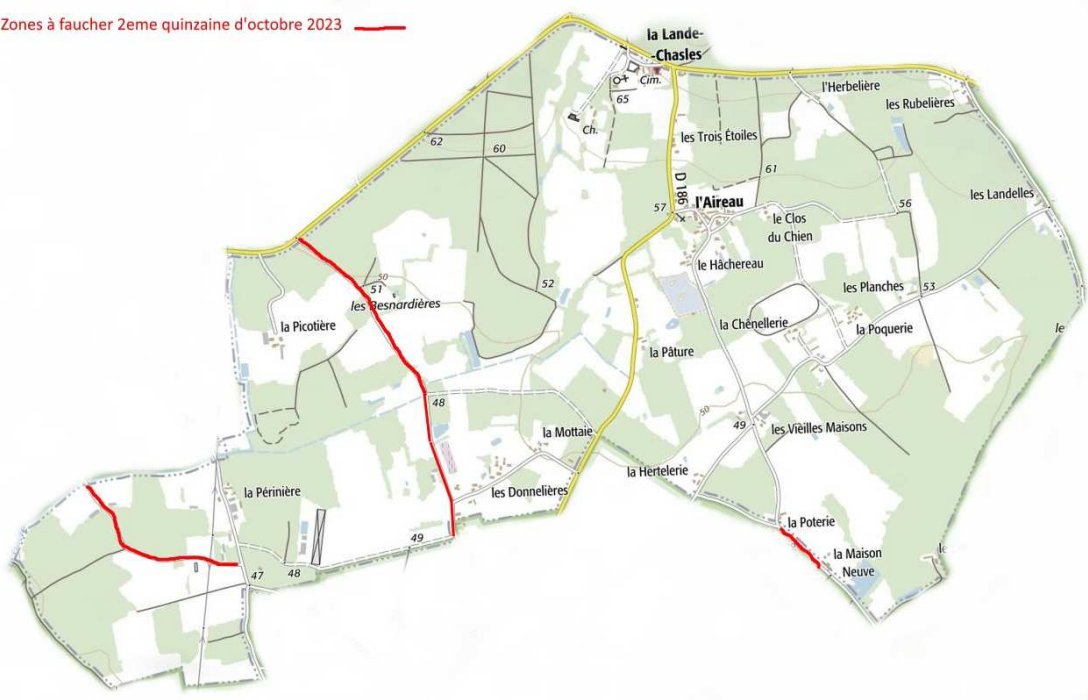 Zones à faucher 2eme quinzaine d'octobre 2023
la Lande-
-Chasles
Cim.
65
Ch.
l'Herbelière
les Rubelières
62
60
les Trois Étoiles
61
D 186
les Landelles
57
l'Aireau
56
le Clos
du Chien
le Hâchereau
50
51
52
les Planches
53
les Besnardières
la Picotière
la Chênellerie
la Poquerie
le
la Pâture
48
50
49
les Vieilles Maisons
la Mottaie
la Hertelerie
la Périnière
les Donnelières
la Poterie
49
la Maison
Neuve
le
47
48